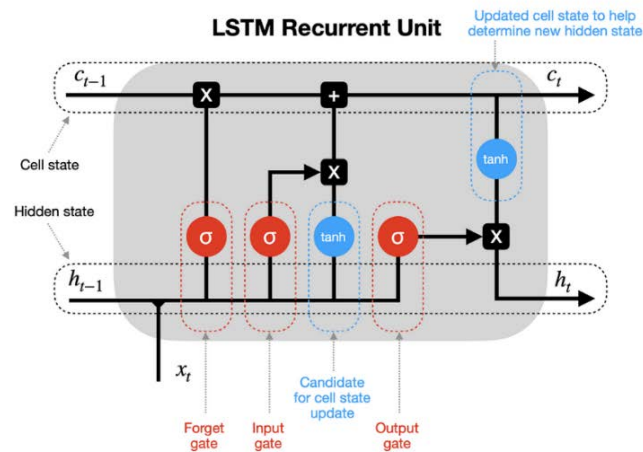 LSTM Recurrent Unit
Updated cell state to help
determine new hidden state
c_{t-1}
c_t
X
+
Cell state
tanh
X
Hidden state
σ
σ
tanh
σ
X
h_{t-1}
h_t
x_t
Candidate
for cell state
update
Forget
gate
Input
gate
Output
gate